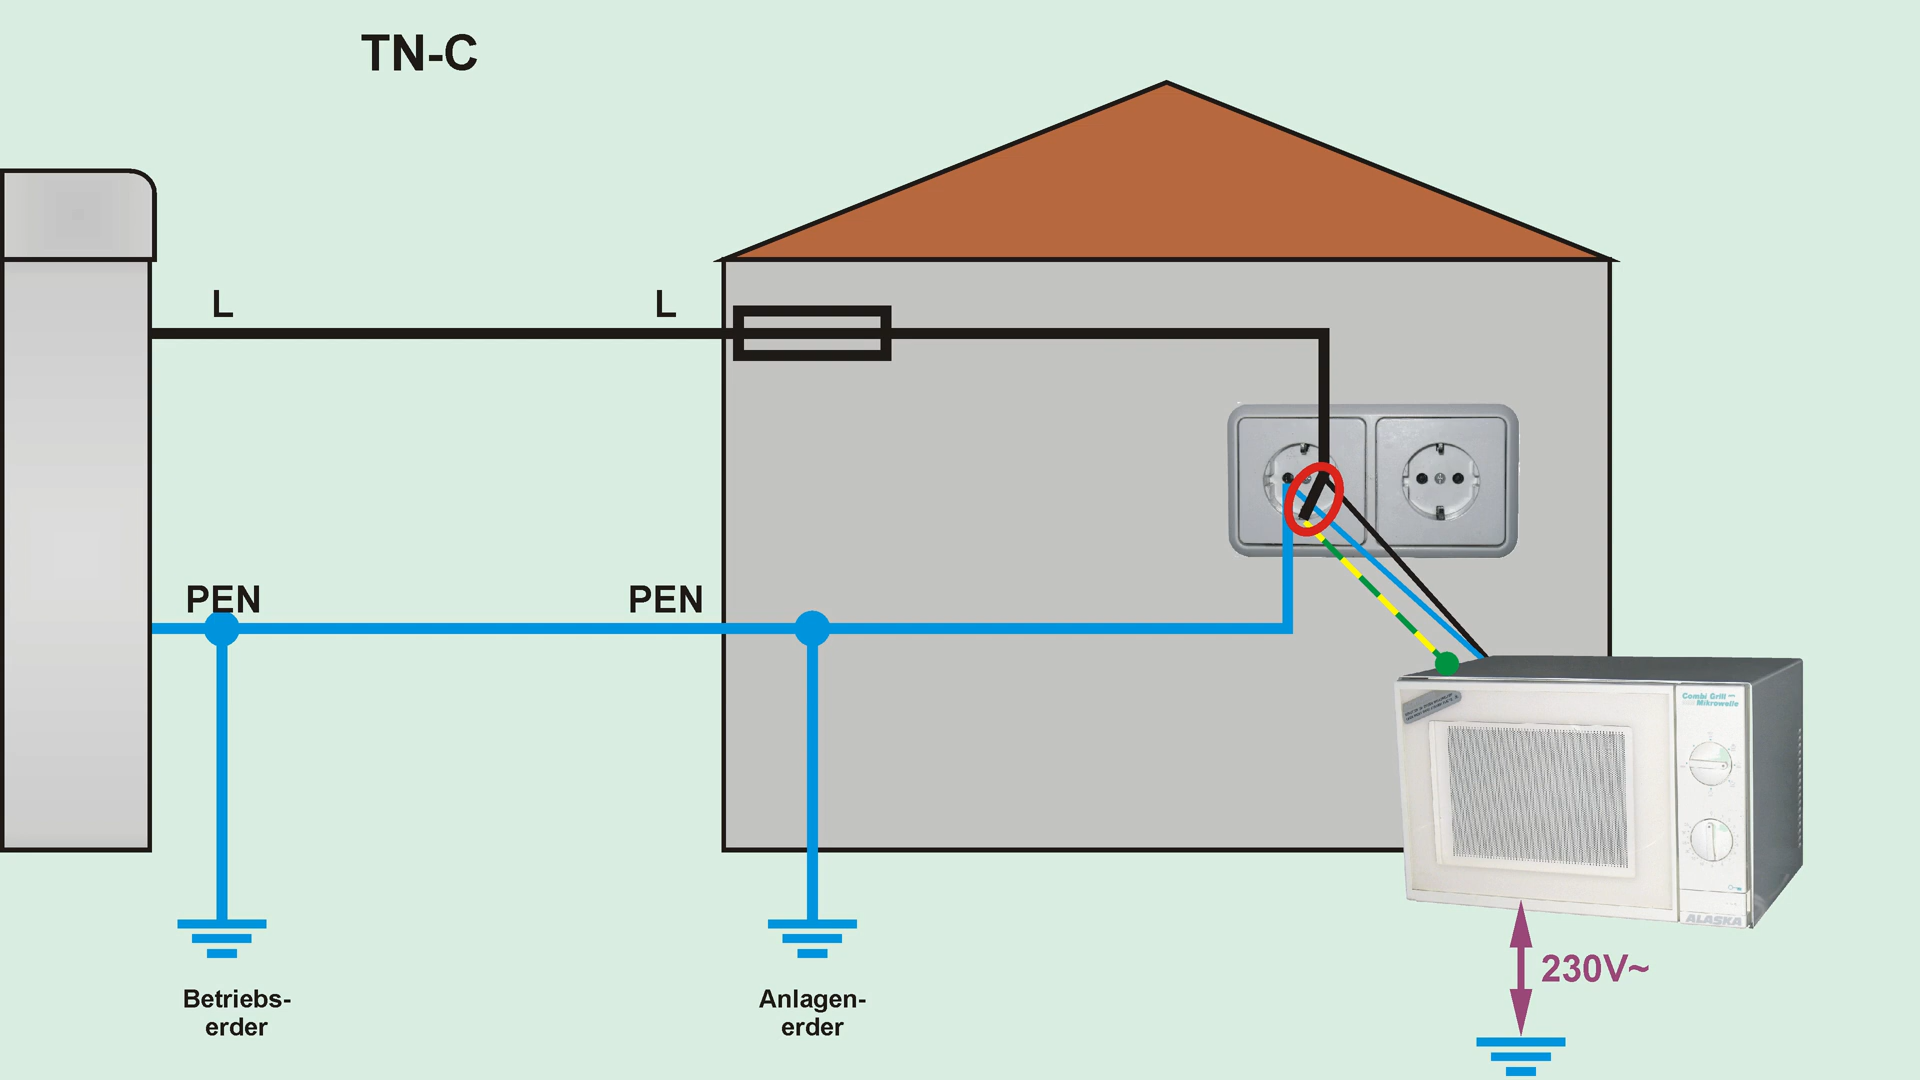 TN-C
L
L
PEN
PEN
Combi Grill
Mikrowelle
ALASKA
230V~
Betriebs-
erder
Anlagen-
erder